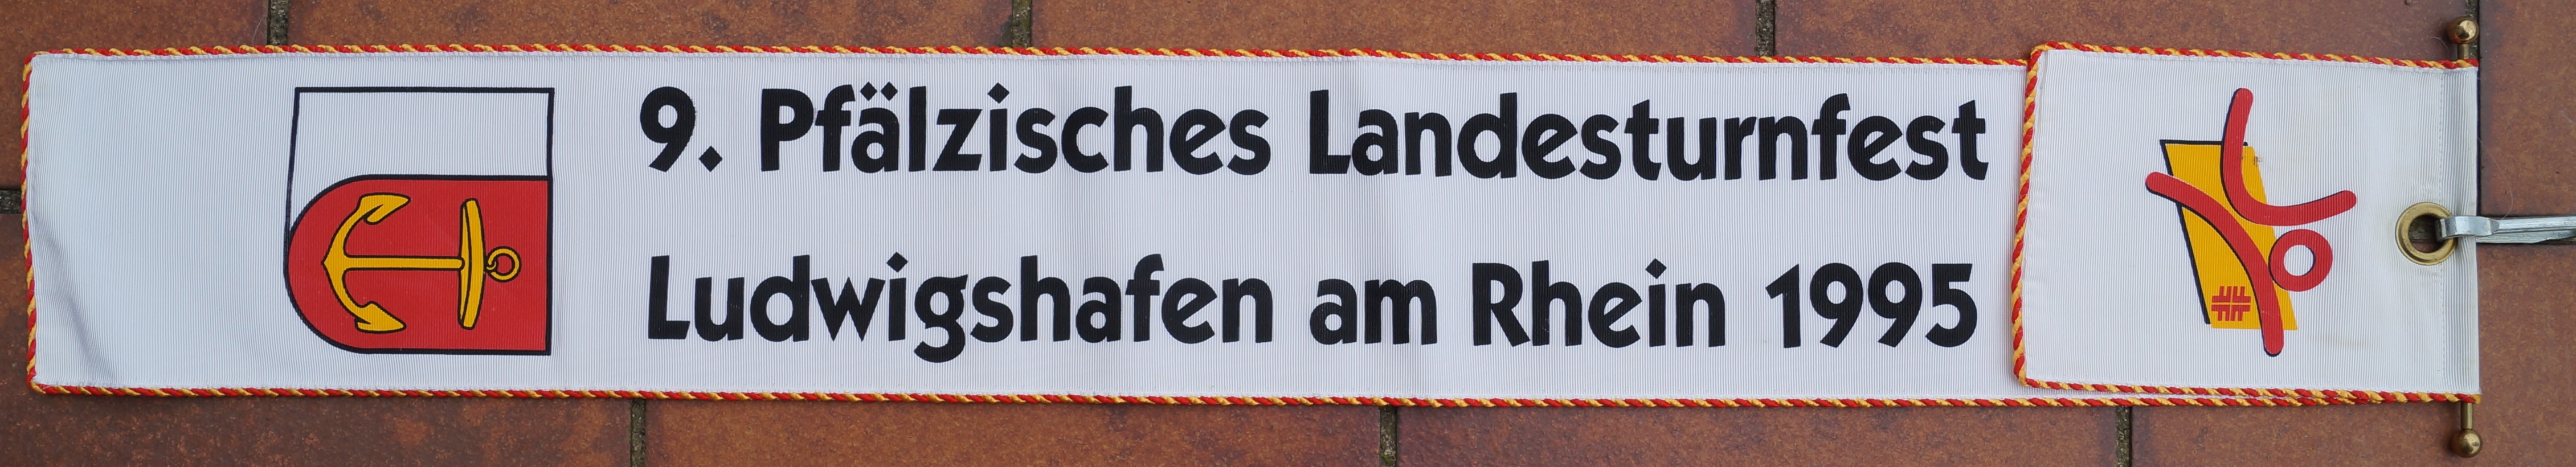 9. Pfälzisches Landesturnfest
Ludwigshafen am Rhein 1995